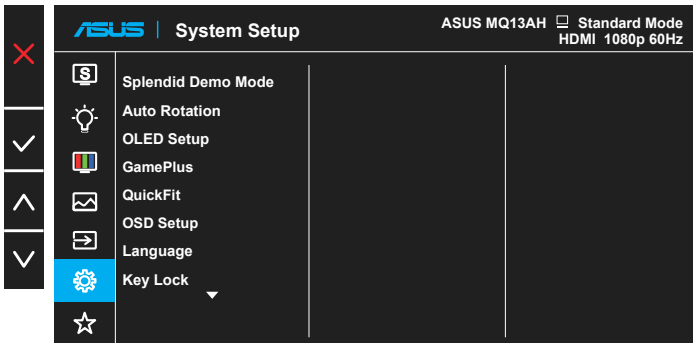 ASUS System Setup
ASUS MQ13AH Standard Mode
HDMI 1080p 60Hz
S
Splendid Demo Mode
Auto Rotation
OLED Setup
GamePlus
QuickFit
OSD Setup
Language
Key Lock